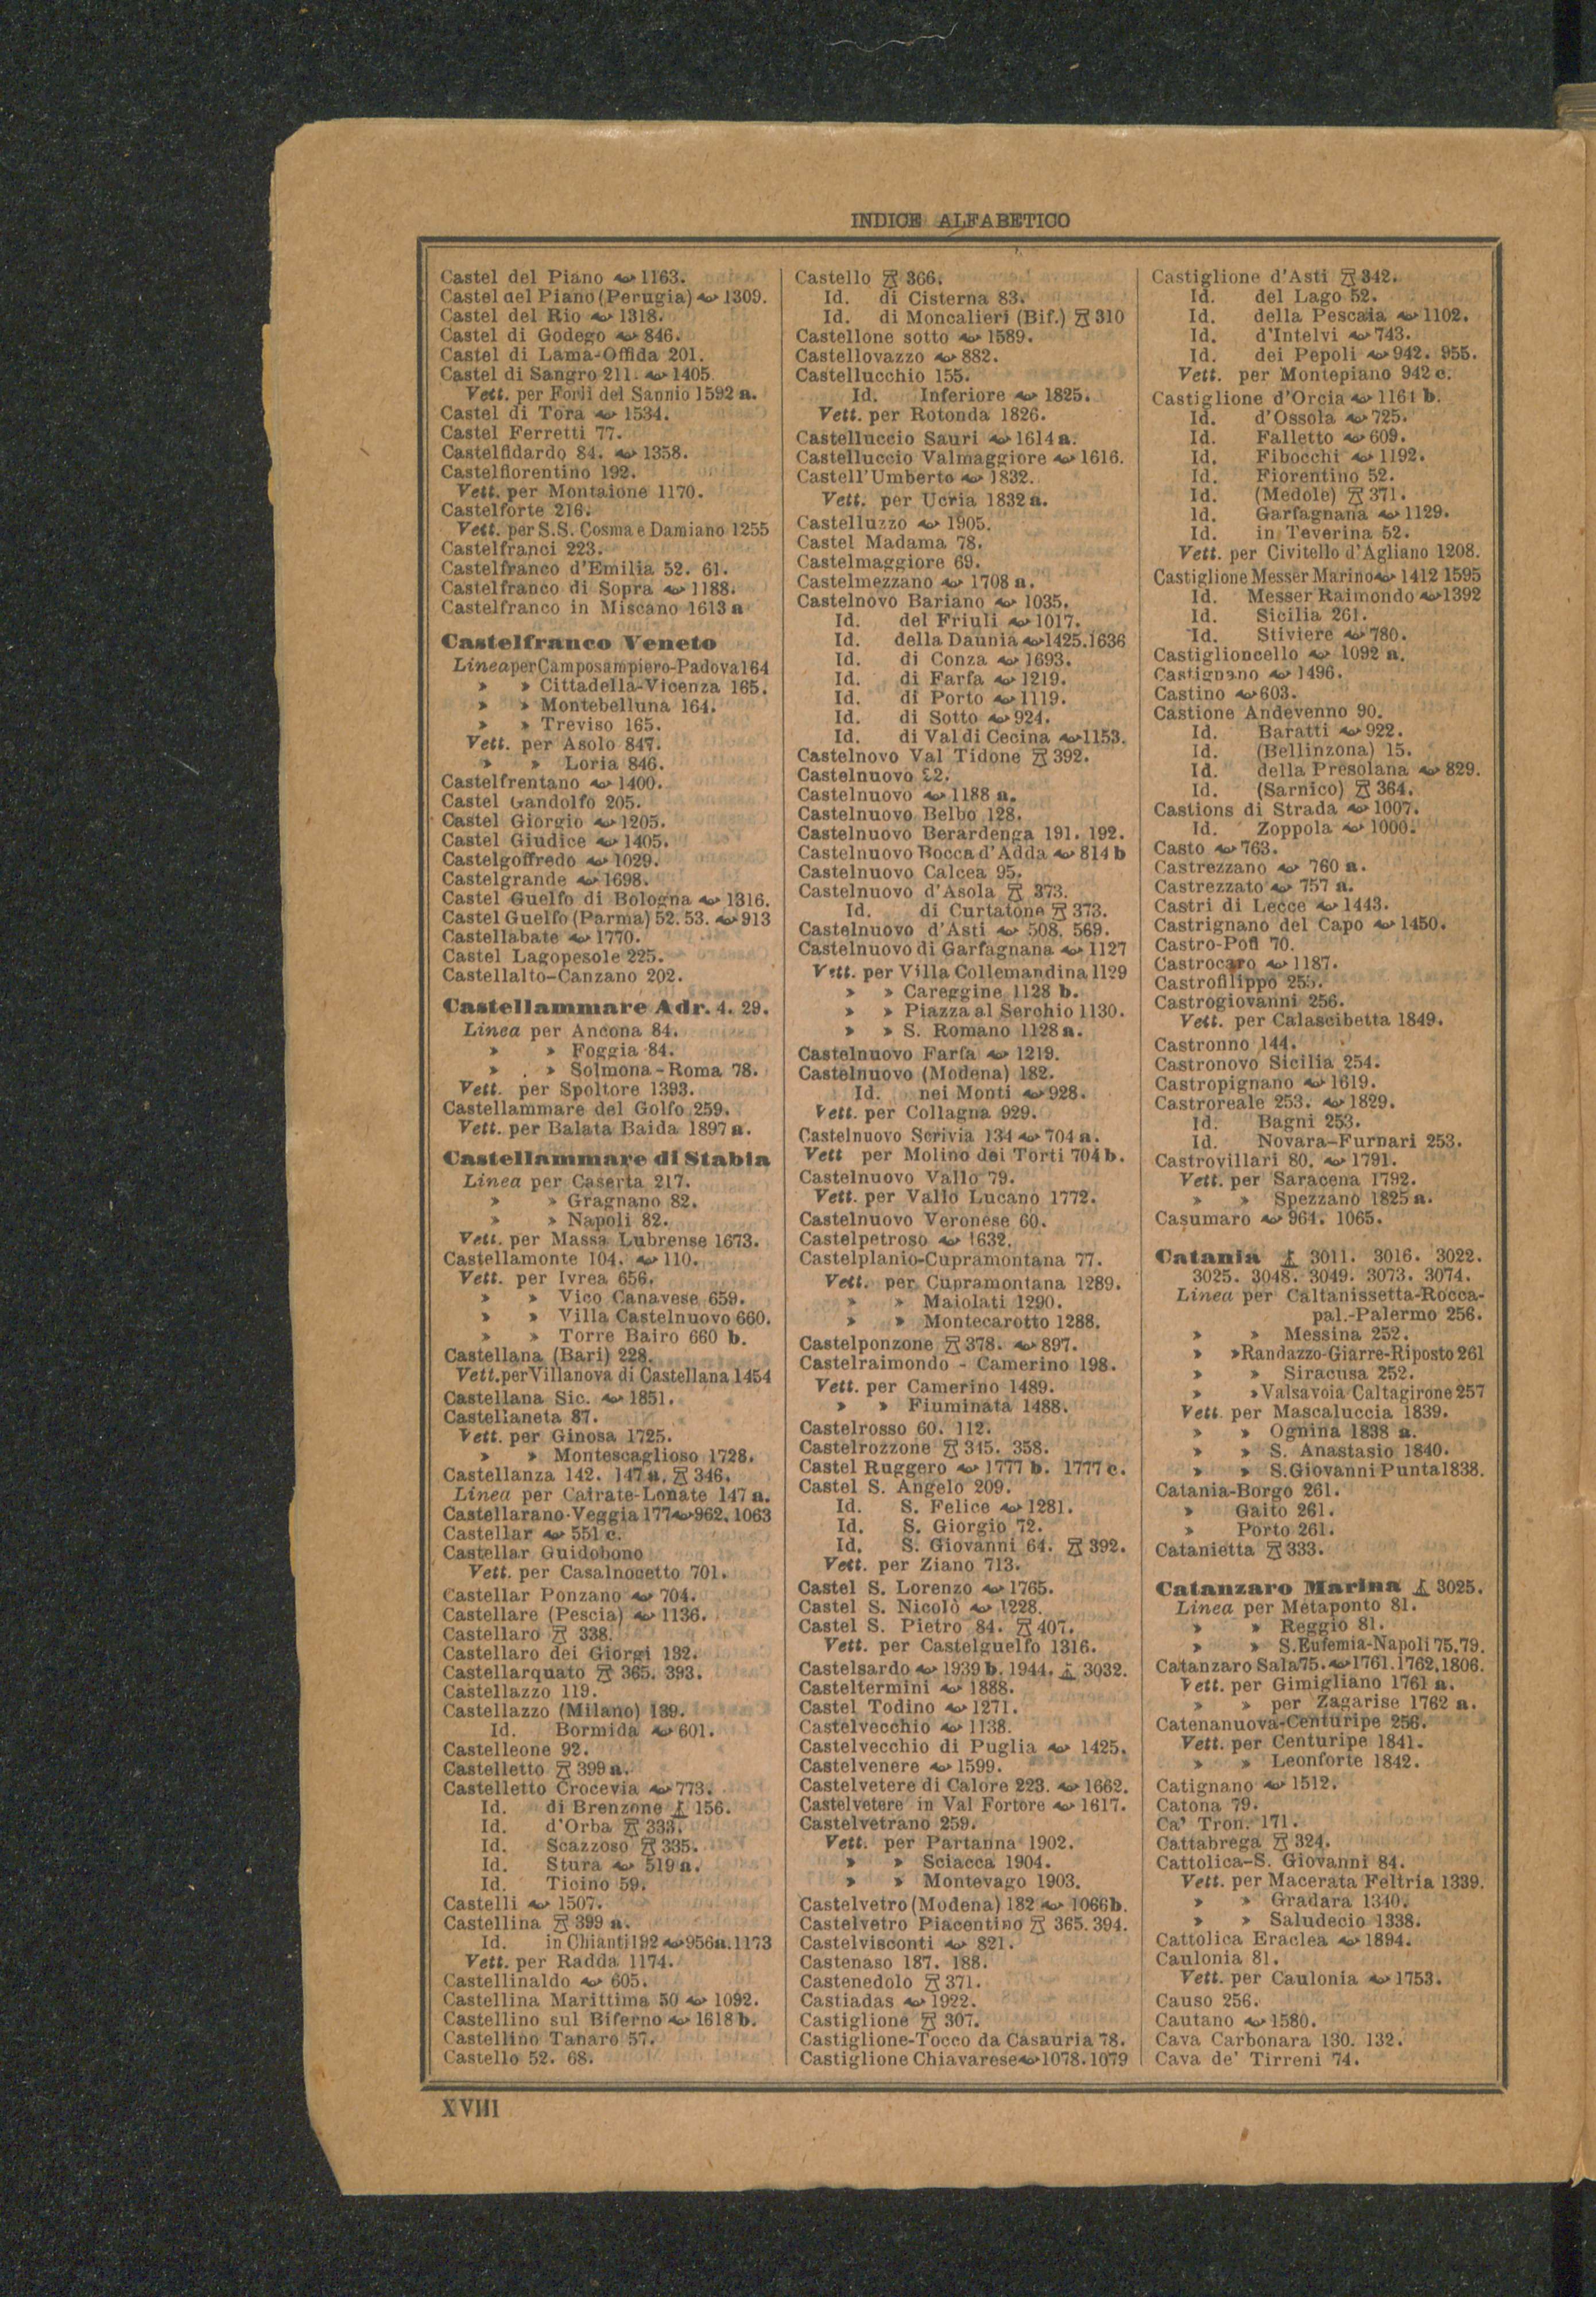 INDICE ALFABETICO
Castel del Piano 1163.
Castel del Piano (Perugia) 1309.
Castel del Rio 1318.
Castel di Godego 846.
Castel di Lama-Offida 201.
Castel di Sangro 211. 1405.
Vett. per Forlì del Sannio 1592 a.
Castel di Tora 1534.
Castel Ferretti 77.
Castelfidardo 84. 1358.
Castelfiorentino 192.
Vett. per Montaione 1170.
Castelforte 216.
Vett. per S.S. Cosma e Damiano 1255
Castelfranci 223.
Castelfranco d'Emilia 52. 61.
Castelfranco di Sopra 1188.
Castelfranco in Miscano 1613 a
Castelfranco Veneto
Linea per Camposampiero-Padova 164
» » Cittadella-Vicenza 165.
» » Montebelluna 164.
» » Treviso 165.
Vett. per Asolo 847.
» » Loria 846.
Castelfrentano 1400.
Castel Gandolfo 205.
Castel Giorgio 1205.
Castel Giudice 1405.
Castelgoffredo 1029.
Castelgrande 1698.
Castel Guelfo di Bologna 1316.
Castel Guelfo (Parma) 52. 53. 913
Castellabate 1770.
Castel Lagopesole 225.
Castellalto-Canzano 202.
Castellammare Adr. 4. 29.
Linea per Ancona 84.
» » Foggia 84.
» » Solmona-Roma 78.
Vett. per Spoltore 1393.
Castellammare del Golfo 259.
Vett. per Balata Baida 1897 a.
Castellammare di Stabia
Linea per Caserta 217.
» » Gragnano 82.
» » Napoli 82.
Vett. per Massa Lubrense 1673.
Castellamonte 104. 110.
Vett. per Ivrea 656.
» » Vico Canavese 659.
» » Villa Castelnuovo 660.
» » Torre Bairo 660 b.
Castellana (Bari) 228.
Vett. per Villanova di Castellana 1454
Castellana Sic. 1851.
Castellaneta 87.
Vett. per Ginosa 1725.
» » Montescaglioso 1728.
Castellanza 142. 147 a. 346.
Linea per Cairate-Lonate 147 a.
Castellarano-Veggia 177 962. 1063
Castellar 551 c.
Castellar Guidobono
Vett. per Casalnocetto 701.
Castellar Ponzano 704.
Castellare (Pescia) 1136.
Castellaro 338.
Castellaro dei Giorgi 132.
Castellarquato 365. 393.
Castellazzo 119.
Castellazzo (Milano) 139.
Id. Bormida 601.
Castelleone 92.
Castelletto 399 a.
Castelletto Crocevia 773.
Id. di Brenzone 156.
Id. d'Orba 333.
Id. Scazzoso 335.
Id. Stura 519 a.
Id. Ticino 59.
Castelli 1507.
Castellina 399 a.
Id. in Chianti 192 956a. 1173
Vett. per Radda 1174.
Castellinaldo 605.
Castellina Marittima 50 1092.
Castellino sul Biferno 1618 b.
Castellino Tanaro 57.
Castello 52. 68.
Castello 366.
Id. di Cisterna 83.
Id. di Moncalieri (Bif.) 310
Castellone sotto 1589.
Castellovazzo 882.
Castellucchio 155.
Id. Inferiore 1825.
Vett. per Rotonda 1826.
Castelluccio Sauri 1614 a.
Castelluccio Valmaggiore 1616.
Castell'Umberto 1832.
Vett. per Ucria 1832 a.
Castelluzzo 1905.
Castel Madama 78.
Castelmaggiore 69.
Castelmezzano 1708 a.
Castelnovo Bariano 1035.
Id. del Friuli 1017.
Id. della Daunia 1425. 1636
Id. di Conza 1693.
Id. di Farfa 1219.
Id. di Porto 1119.
Id. di Sotto 924.
Id. di Val di Cecina 1153.
Castelnovo Val Tidone 392.
Castelnuovo 52.
Castelnuovo 1188 a.
Castelnuovo Belbo 128.
Castelnuovo Berardenga 191. 192.
Castelnuovo Bocca d'Adda 814 b
Castelnuovo Calcea 95.
Castelnuovo d'Asola 373.
Id. di Curtatone 373.
Castelnuovo d'Asti 508. 569.
Castelnuovo di Garfagnana 1127
Vett. per Villa Collemandina 1129
» » Careggine 1128 b.
» » Piazza al Serchio 1130.
» » S. Romano 1128 a.
Castelnuovo Farfa 1219.
Castelnuovo (Modena) 182.
Id. nei Monti 928.
Vett. per Collagna 929.
Castelnuovo Scrivia 134 704 a.
Vett per Molino dei Torti 704 b.
Castelnuovo Vallo 79.
Vett. per Vallo Lucano 1772.
Castelnuovo Veronese 60.
Castelpetroso 1632.
Castelplanio-Cupramontana 77.
Vett. per Cupramontana 1289.
» » Maiolati 1290.
» » Montecarotto 1288.
Castelponzone 378. 897.
Castelraimondo - Camerino 198.
Vett. per Camerino 1489.
» » Fiuminata 1488.
Castelrosso 60. 112.
Castelrozzone 345. 358.
Castel Ruggero 1777 b. 1777 c.
Castel S. Angelo 209.
Id. S. Felice 1281.
Id. S. Giorgio 72.
Id. S. Giovanni 64. 392.
Vett. per Ziano 713.
Castel S. Lorenzo 1765.
Castel S. Nicolò 1228.
Castel S. Pietro 84. 407.
Vett. per Castelguelfo 1316.
Castelsardo 1939 b. 1944. 3032.
Casteltermini 1888.
Castel Todino 1271.
Castelvecchio 1138.
Castelvecchio di Puglia 1425.
Castelvenere 1599.
Castelvetere di Calore 223. 1662.
Castelvetere in Val Fortore 1617.
Castelvetrano 259.
Vett. per Partanna 1902.
» » Sciacca 1904.
» » Montevago 1903.
Castelvetro (Modena) 182 1066b.
Castelvetro Piacentino 365. 394.
Castelvisconti 821.
Castenaso 187. 188.
Castenedolo 371.
Castiadas 1922.
Castiglione 307.
Castiglione-Tocco da Casauria 78.
Castiglione Chiavarese 1078. 1079
Castiglione d'Asti 342.
Id. del Lago 52.
Id. della Pescaia 1102.
Id. d'Intelvi 743.
Id. dei Pepoli 942. 955.
Vett. per Montepiano 942 c.
Castiglione d'Orcia 1161 b.
Id. d'Ossola 725.
Id. Falletto 609.
Id. Fibocchi 1192.
Id. Fiorentino 52.
Id. (Medole) 371.
Id. Garfagnana 1129.
Id. in Teverina 52.
Vett. per Civitello d'Agliano 1208.
Castiglione Messer Marino 1412 1595
Id. Messer Raimondo 1392
Id. Sicilia 261.
Id. Stiviere 780.
Castiglioncello 1092 a.
Castignano 1496.
Castino 603.
Castione Andevenno 90.
Id. Baratti 922.
Id. (Bellinzona) 15.
Id. della Presolana 829.
Id. (Sarnico) 364.
Castions di Strada 1007.
Id. Zoppola 1000.
Casto 763.
Castrezzano 760 a.
Castrezzato 757 a.
Castri di Lecce 1443.
Castrignano del Capo 1450.
Castro-Pofi 70.
Castrocaro 1187.
Castrofilippo 255.
Castrogiovanni 256.
Vett. per Calascibetta 1849.
Castronno 144.
Castronovo Sicilia 254.
Castropignano 1619.
Castroreale 253. 1829.
Id. Bagni 253.
Id. Novara-Furnari 253.
Castrovillari 80. 1791.
Vett. per Saracena 1792.
» » Spezzano 1825 a.
Casumaro 964. 1065.
Catania 3011. 3016. 3022.
3025. 3048. 3049. 3073. 3074.
Linea per Caltanissetta-Rocca-
pal.-Palermo 256.
» » Messina 252.
» » Randazzo-Giarre-Riposto 261
» » Siracusa 252.
» » Valsavoia Caltagirone 257
Vett. per Mascaluccia 1839.
» » Ognina 1838 a.
» » S. Anastasio 1840.
» » S. Giovanni Punta 1838.
Catania-Borgo 261.
» Gaito 261.
» Porto 261.
Catanietta 333.
Catanzaro Marina 3025.
Linea per Metaponto 81.
» » Reggio 81.
» » S. Eufemia-Napoli 75. 79.
Catanzaro Sala 75. 1761. 1762. 1806.
Vett. per Gimigliano 1761 a.
» » per Zagarise 1762 a.
Catenanuova-Centuripe 256.
Vett. per Centuripe 1841.
» » Leonforte 1842.
Catignano 1512.
Catona 79.
Ca' Tron. 171.
Cattabrega 324.
Cattolica-S. Giovanni 84.
Vett. per Macerata Feltria 1339.
» » Gradara 1340.
» » Saludecio 1338.
Cattolica Eraclea 1894.
Caulonia 81.
Vett. per Caulonia 1753.
Causo 256.
Cautano 1580.
Cava Carbonara 130. 132.
Cava de' Tirreni 74.
XVIII